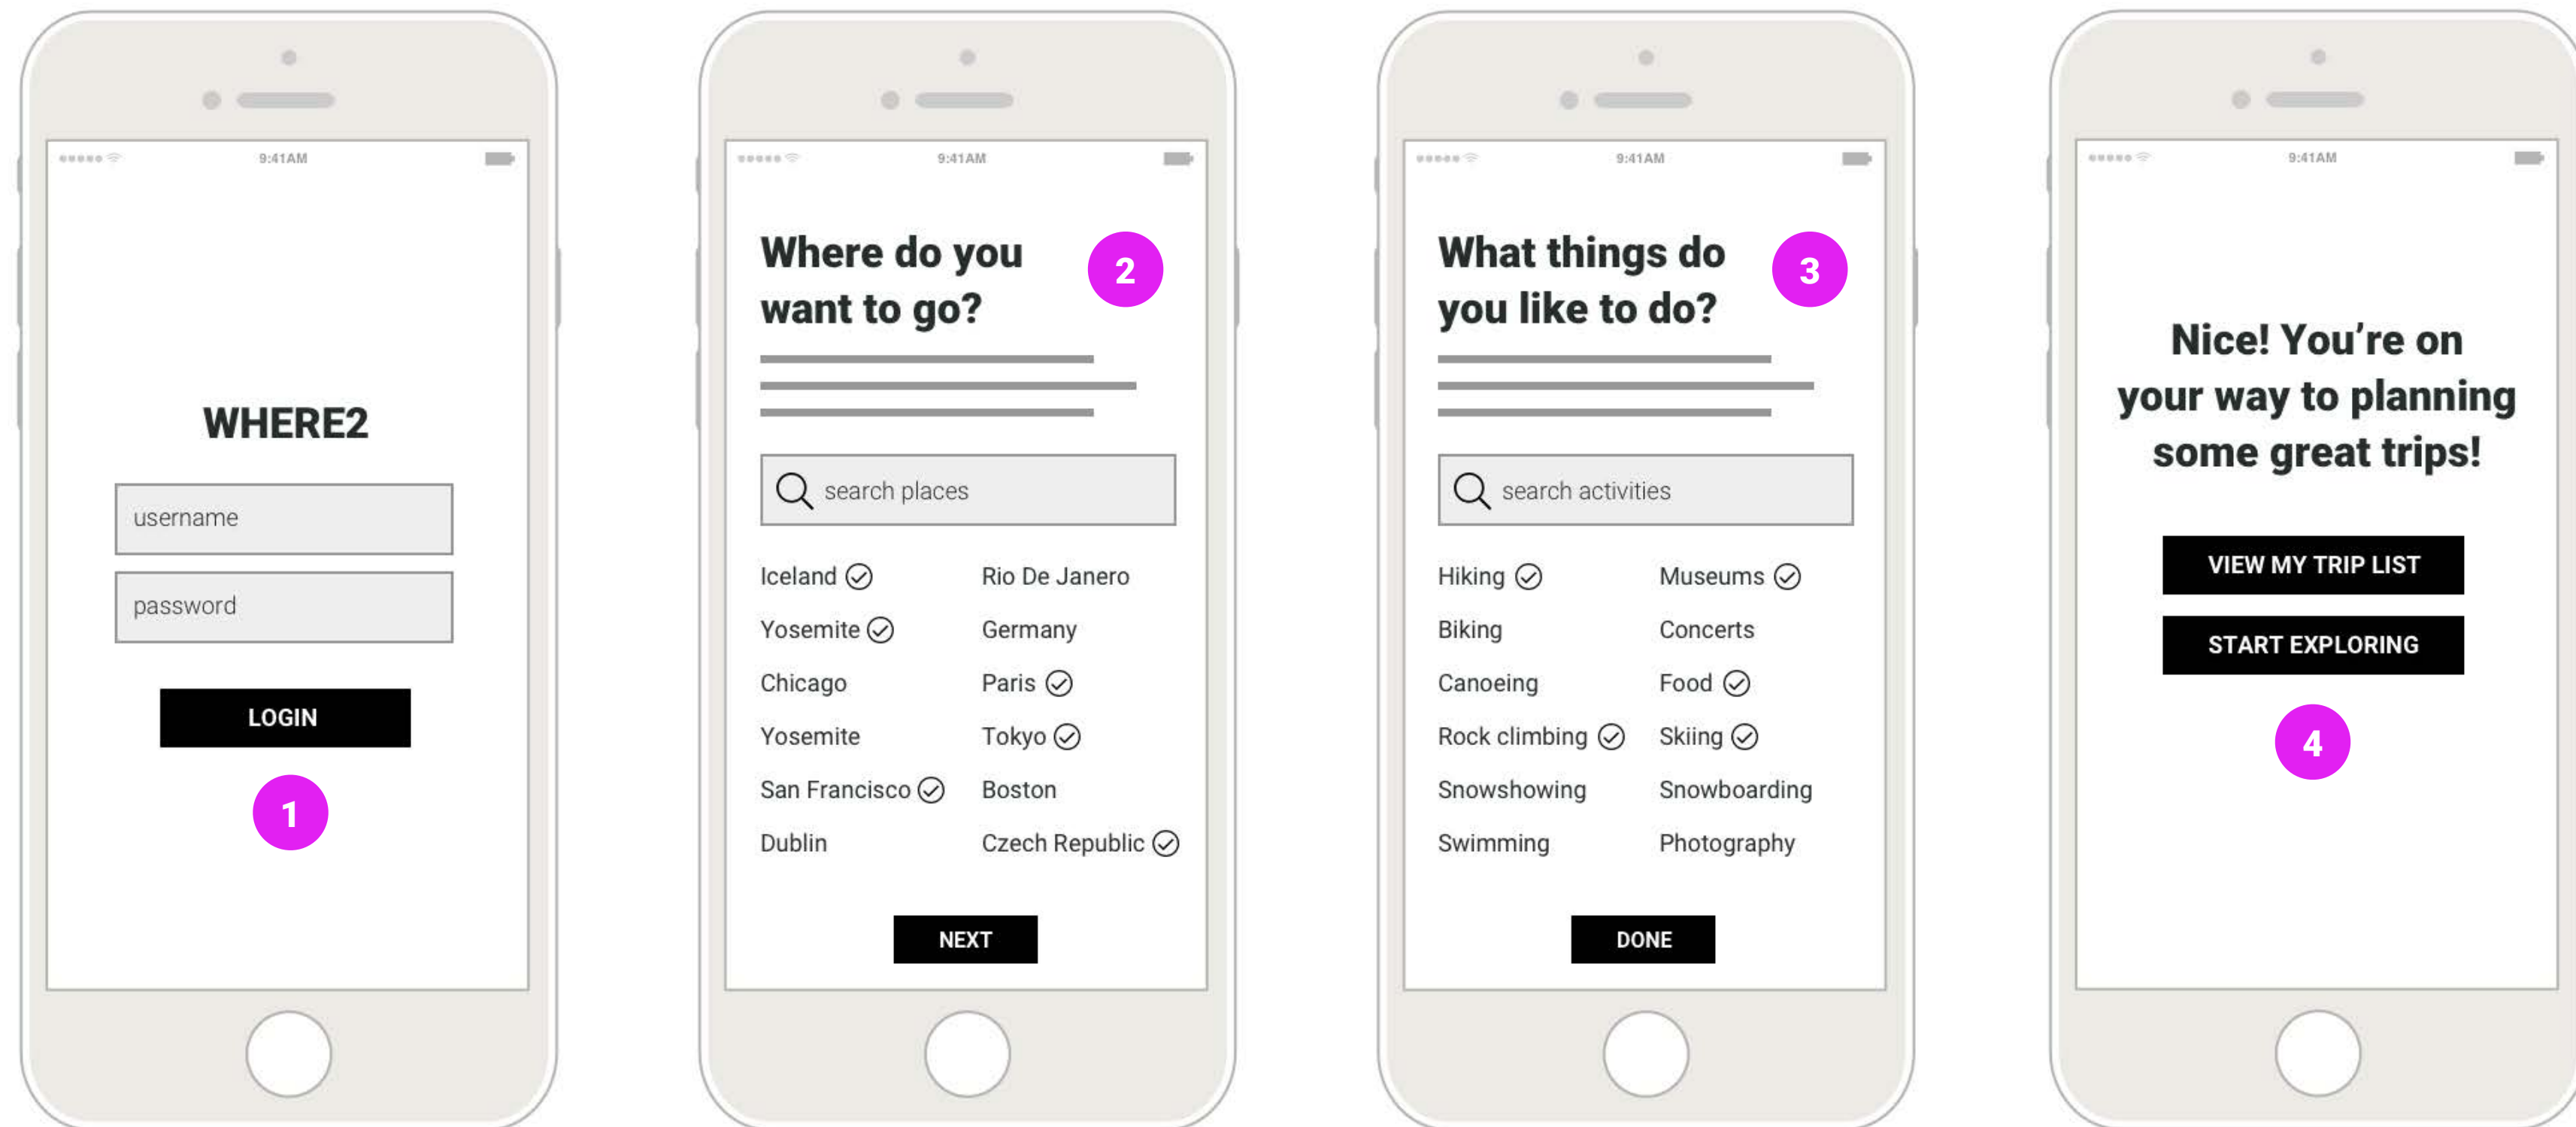 9:41AM
WHERE2
username
password
LOGIN
1
9:41AM
Where do you
want to go?
2
search places
Iceland
Rio De Janero
Yosemite
Germany
Chicago
Paris
Yosemite
Tokyo
San Francisco
Boston
Dublin
Czech Republic
NEXT
9:41AM
What things do
you like to do?
3
search activities
Hiking
Museums
Biking
Concerts
Canoeing
Food
Rock climbing
Skiing
Snowshowing
Snowboarding
Swimming
Photography
DONE
9:41AM
Nice! You’re on
your way to planning
some great trips!
VIEW MY TRIP LIST
START EXPLORING
4